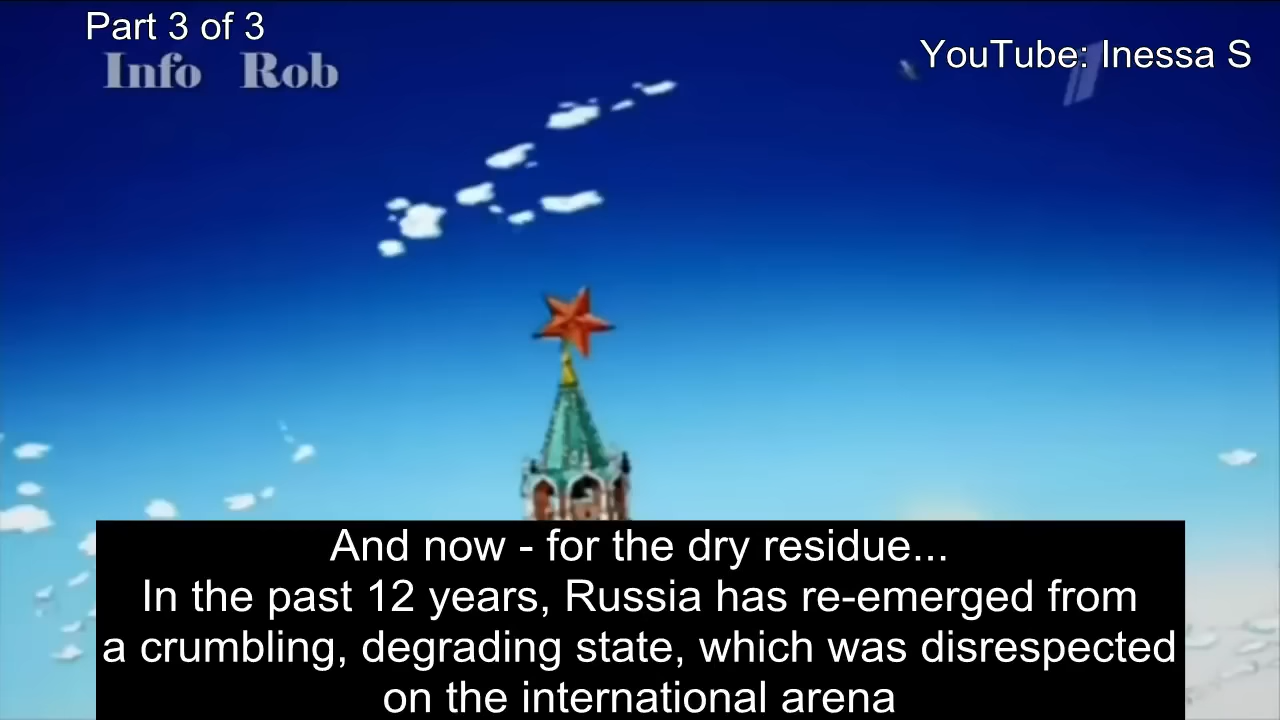 Part 3 of 3
Info Rob
YouTube: Inessa S
And now - for the dry residue...
In the past 12 years, Russia has re-emerged from
a crumbling, degrading state, which was disrespected
on the international arena